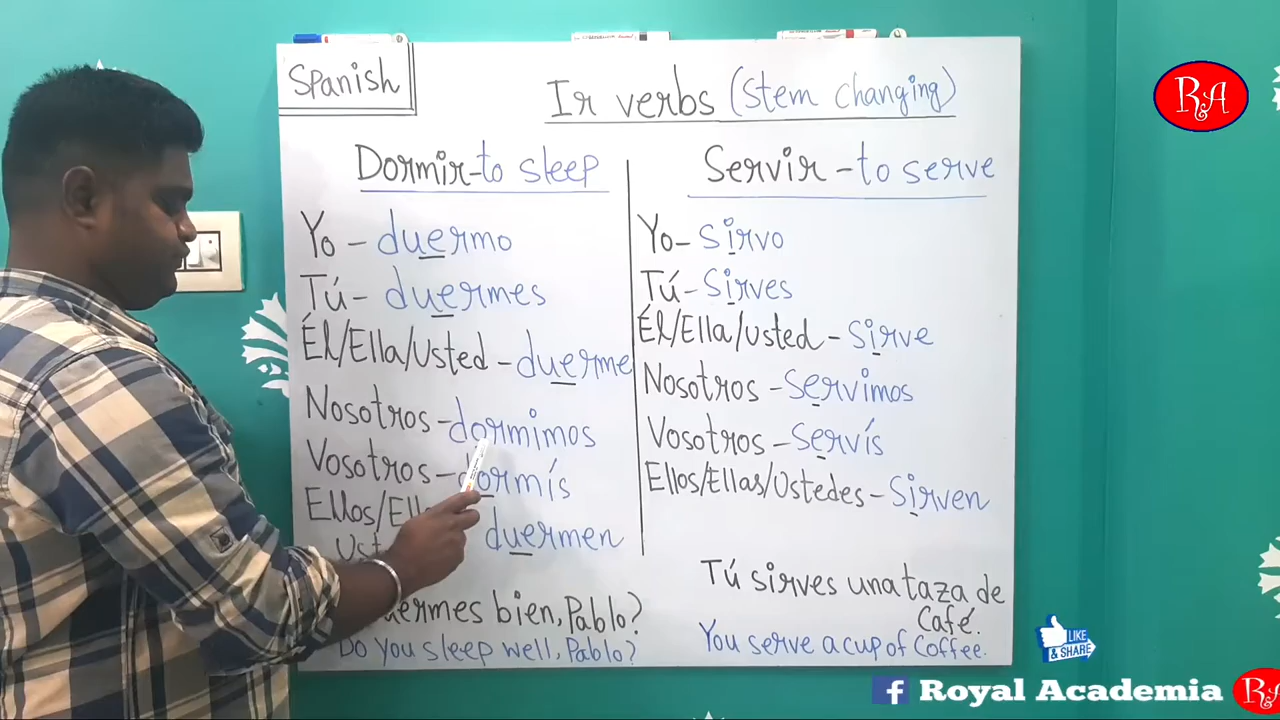 Spanish
Ir verbs (stem changing)
Dormir-to sleep
Yo - duermo
Tú- duermes
Él/Ella/Usted - duerme
Nosotros - dormimos
Vosotros - dormís
Ellos/
duermen
bien, Pablo?
Do you sleep well, Pablo?
Servir - to serve
Yo- sirvo
Tú- Sirves
Él/Ella/usted - Sirve
Nosotros - Servimos
Vosotros - Servís
Ellos/Ellas/Ustedes - Sirven
Tú sirves una taza de
Café.
You serve a cup of Coffee.
RA
LIKE
& SHARE
f Royal Academia
RA